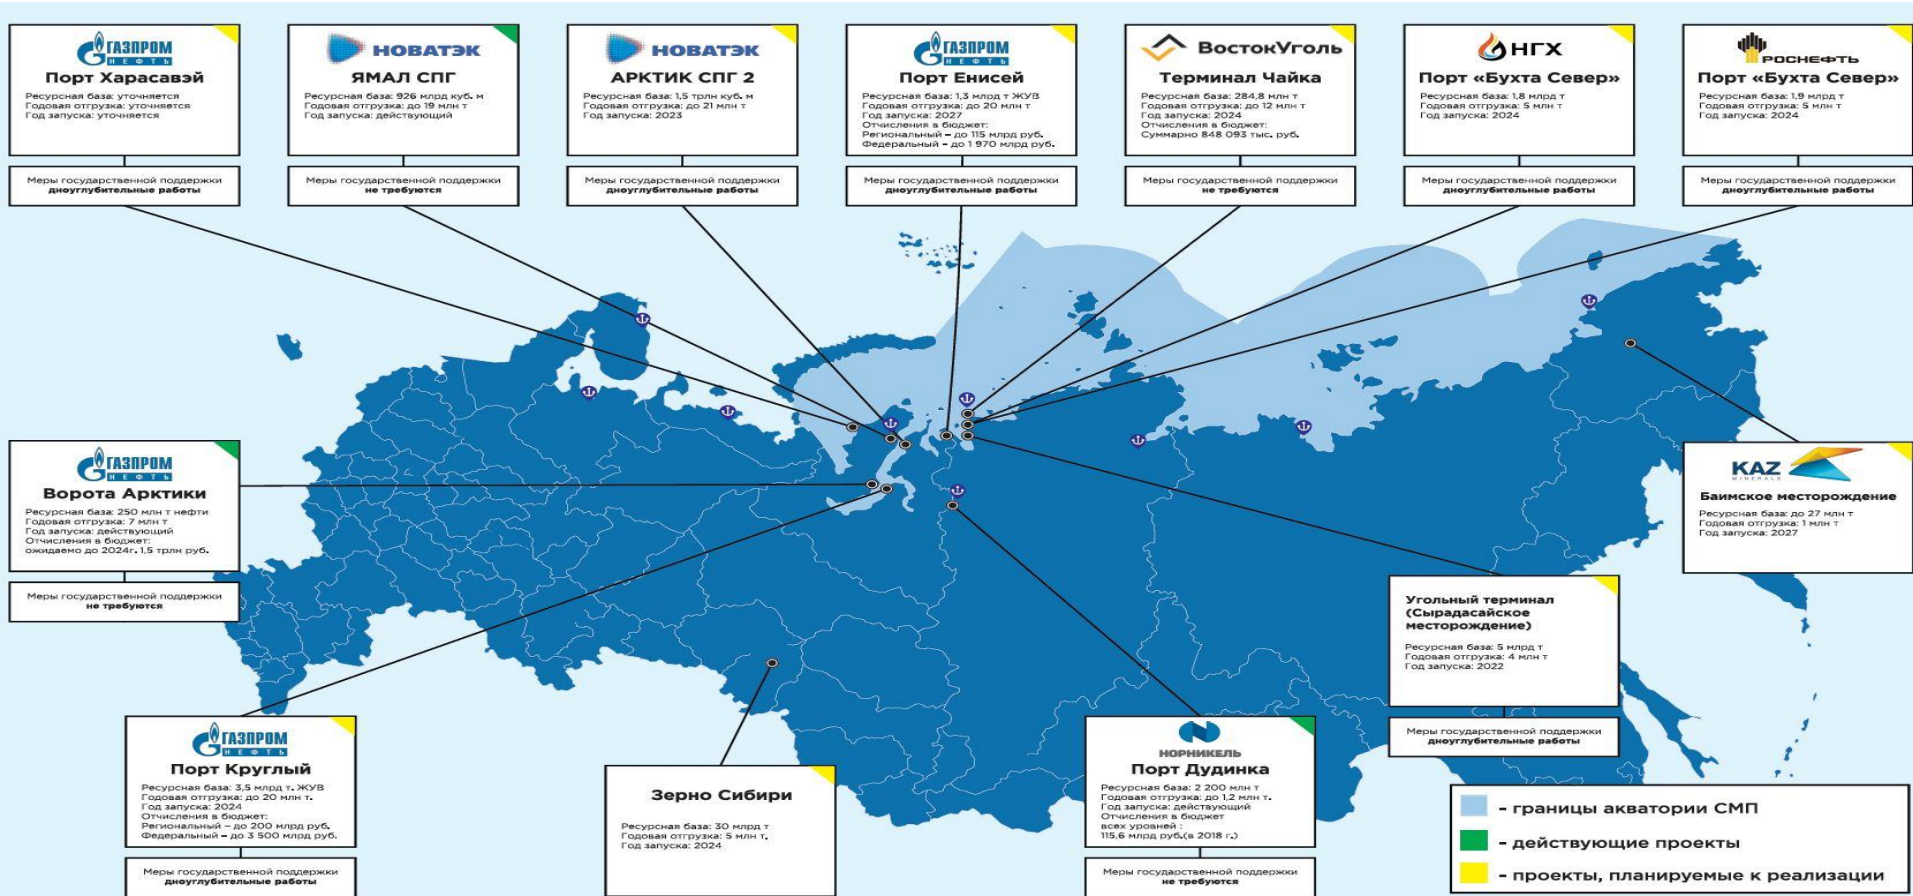 ГАЗПРОМ
НЕФТЬ
Порт Харасавэй
Ресурсная база: уточняется
Годовая отгрузка: уточняется
Год запуска: уточняется
Меры государственной поддержки
дноуглубительные работы
НОВАТЭК
ЯМАЛ СПГ
Ресурсная база: 926 млрд куб. м
Годовая отгрузка: до 19 млн т
Год запуска: действующий
Меры государственной поддержки
не требуются
НОВАТЭК
АРКТИК СПГ 2
Ресурсная база: 1,5 трлн куб. м
Годовая отгрузка: до 21 млн т
Год запуска: 2023
Меры государственной поддержки
дноуглубительные работы
ГАЗПРОМ
НЕФТЬ
Порт Енисей
Ресурсная база: 1,3 млрд т ЖУВ
Годовая отгрузка: до 20 млн т
Год запуска: 2027
Отчисления в бюджет:
Региональный – до 115 млрд руб.
Федеральный – до 1 970 млрд руб.
Меры государственной поддержки
дноуглубительные работы
ВостокУголь
Терминал Чайка
Ресурсная база: 284,8 млн т
Годовая отгрузка: до 12 млн т
Год запуска: 2024
Отчисления в бюджет:
Суммарно 848 093 тыс. руб.
Меры государственной поддержки
не требуются
НГХ
Порт «Бухта Север»
Ресурсная база: 1,8 млрд т
Годовая отгрузка: 5 млн т
Год запуска: 2024
Меры государственной поддержки
дноуглубительные работы
РОСНЕФТЬ
Порт «Бухта Север»
Ресурсная база: 1,9 млрд т
Годовая отгрузка: 5 млн т
Год запуска: 2024
Меры государственной поддержки
дноуглубительные работы
ГАЗПРОМ
НЕФТЬ
Ворота Арктики
Ресурсная база: 250 млн т нефти
Годовая отгрузка: 7 млн т
Год запуска: действующий
Отчисления в бюджет:
ожидаемо до 2024г. 1,5 трлн руб.
Меры государственной поддержки
не требуются
KAZ
MINERALS
Баимское месторождение
Ресурсная база: до 27 млн т
Годовая отгрузка: 1 млн т
Год запуска: 2027
Угольный терминал
(Сырадасайское
месторождение)
Ресурсная база: 5 млрд т
Годовая отгрузка: 4 млн т
Год запуска: 2022
Меры государственной поддержки
дноуглубительные работы
ГАЗПРОМ
НЕФТЬ
Порт Круглый
Ресурсная база: 3,5 млрд т. ЖУВ
Годовая отгрузка: до 20 млн т.
Год запуска: 2024
Отчисления в бюджет:
Региональный – до 200 млрд руб.
Федеральный – до 3 500 млрд руб.
Меры государственной поддержки
дноуглубительные работы
Зерно Сибири
Ресурсная база: 30 млрд т
Годовая отгрузка: 5 млн т.
Год запуска: 2024
НОРНИКЕЛЬ
Порт Дудинка
Ресурсная база: 2 200 млн т
Годовая отгрузка: до 1,2 млн т.
Год запуска: действующий
Отчисления в бюджет
всех уровней :
115,6 млрд руб.(в 2018 г.)
Меры государственной поддержки
не требуются
- границы акватории СМП
- действующие проекты
- проекты, планируемые к реализации